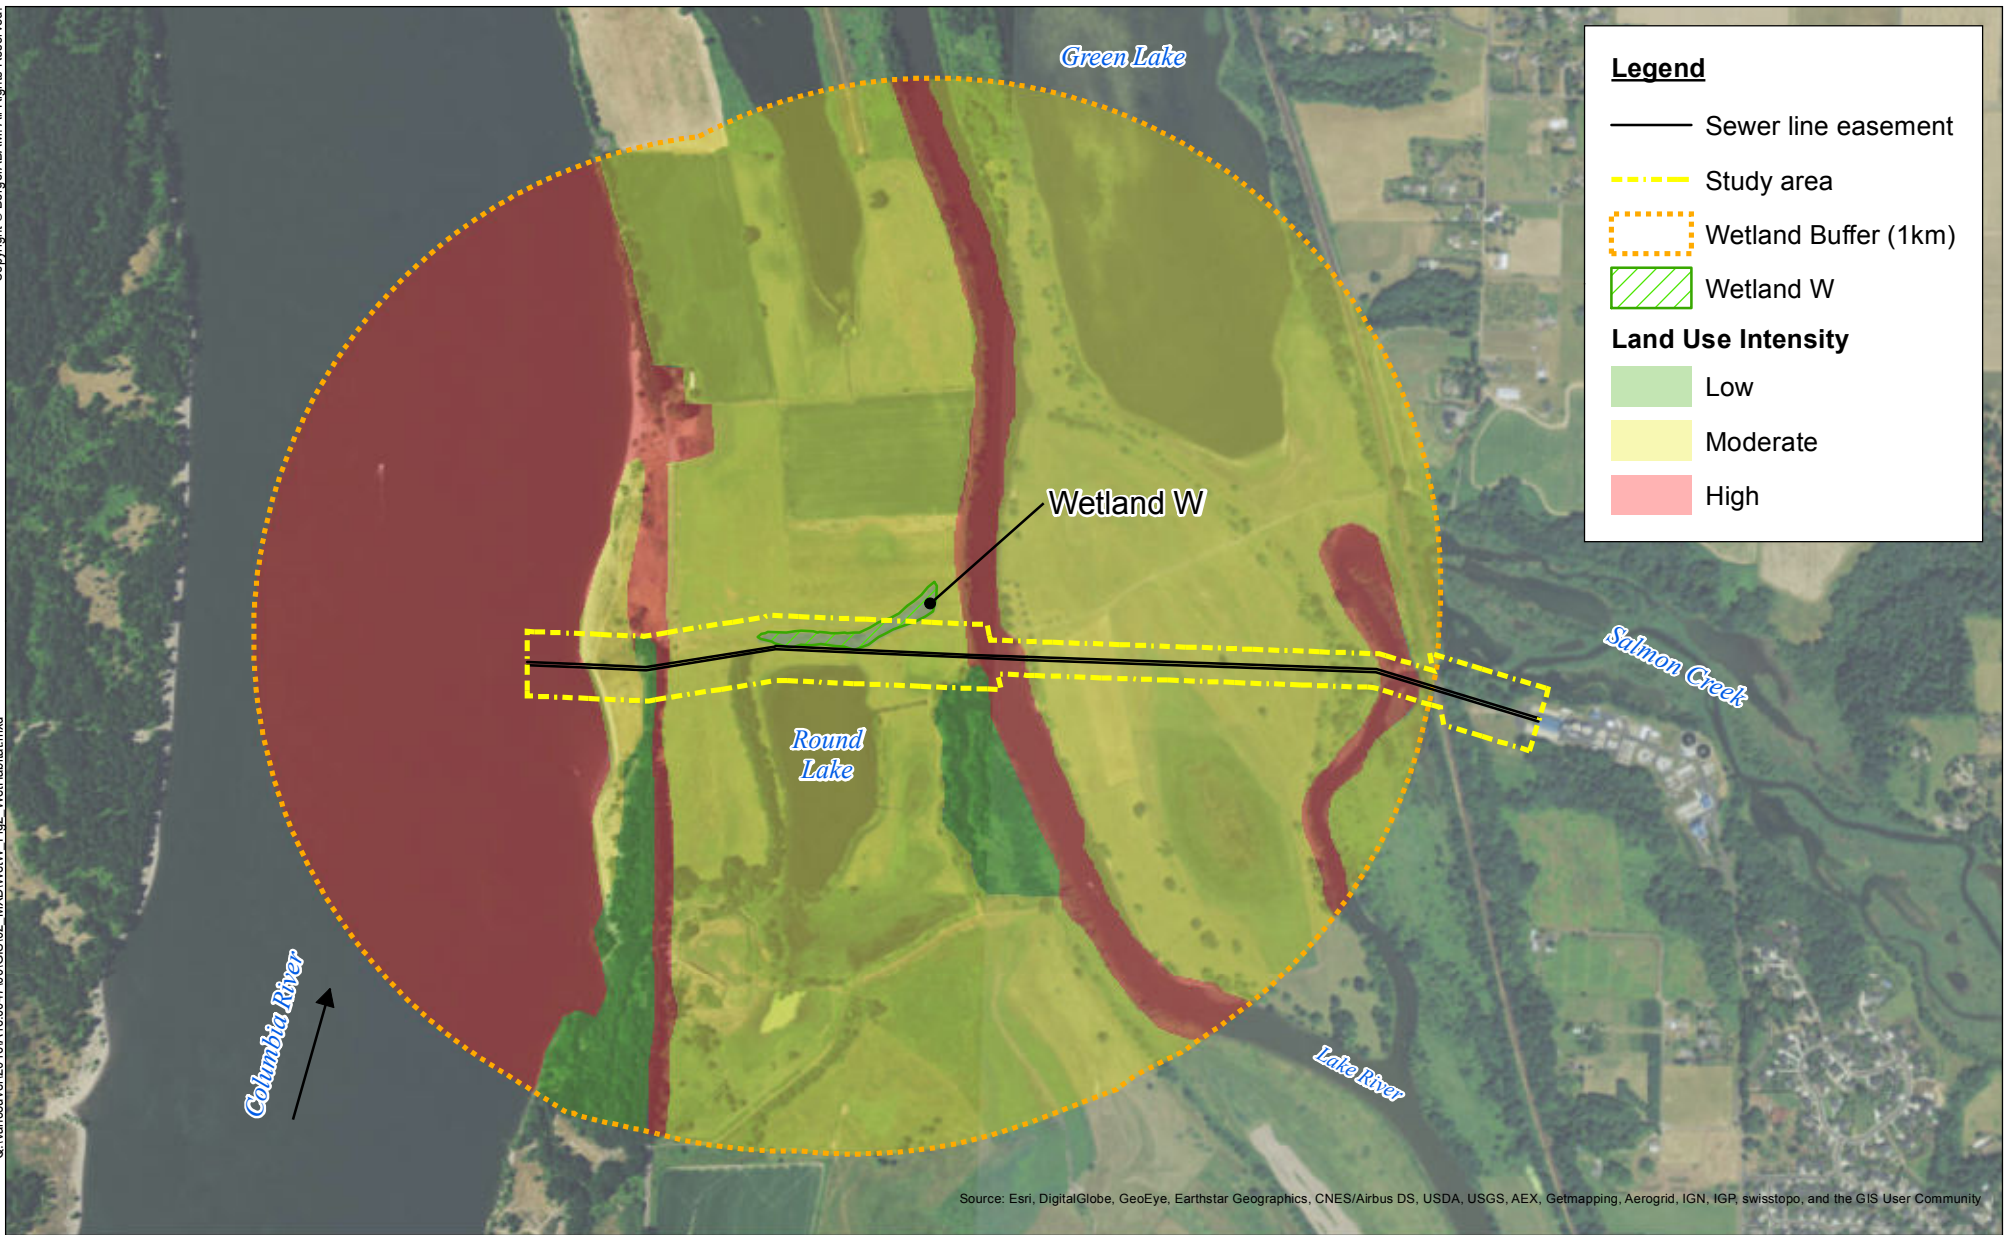 Green Lake
Legend
Sewer line easement
Study area
Wetland Buffer (1km)
Wetland W
Land Use Intensity
Low
Moderate
High
Wetland W
Salmon Creek
Round
Lake
Columbia River
Lake River
Source: Esri, DigitalGlobe, GeoEye, Earthstar Geographics, CNES/Airbus DS, USDA, USGS, AEX, Getmapping, Aerogrid, IGN, IGP, swisstopo, and the GIS User Community